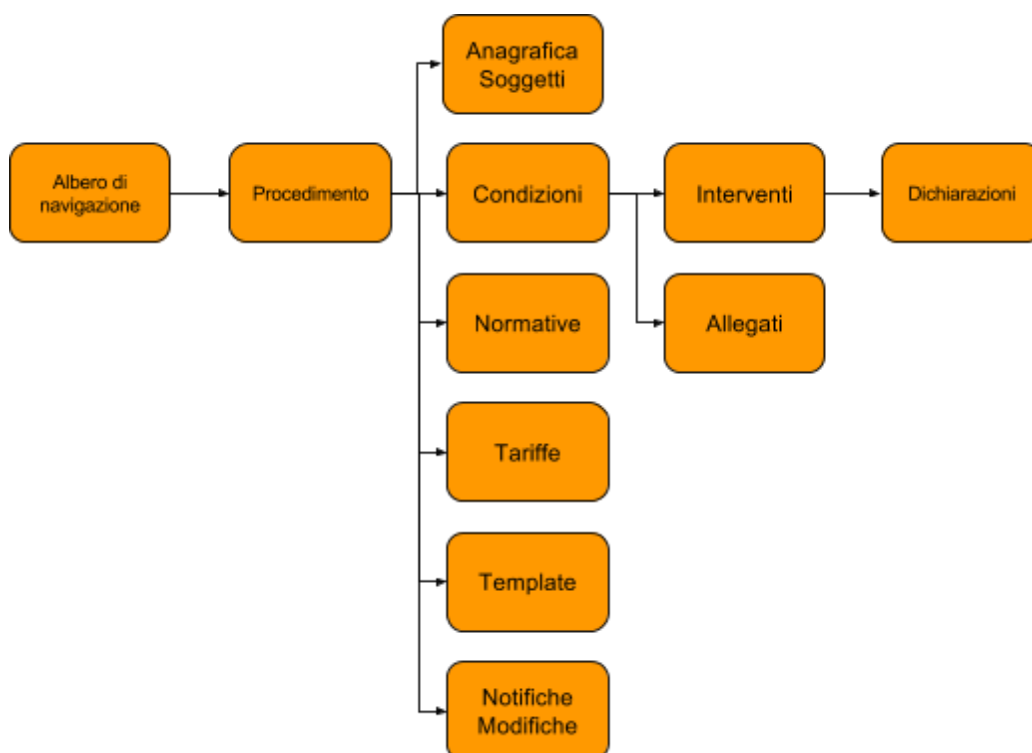 Anagrafica
Soggetti
Albero di
navigazione
Procedimento
Condizioni
Interventi
Dichiarazioni
Normative
Allegati
Tariffe
Template
Notifiche
Modifiche